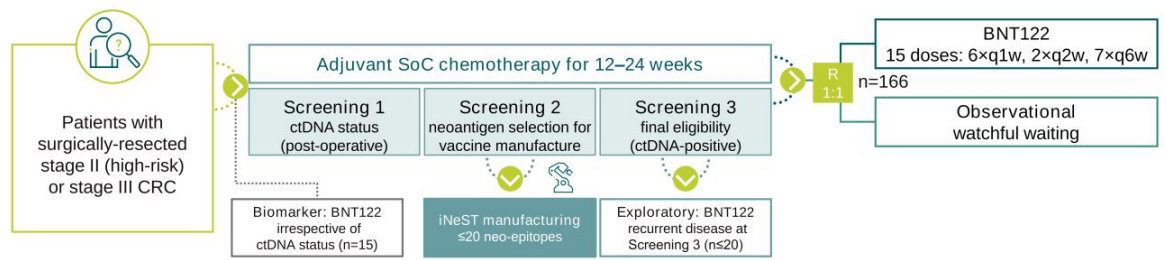 ?
Patients with
surgically-resected
stage II (high-risk)
or stage III CRC
Adjuvant SoC chemotherapy for 12–24 weeks
Screening 1
ctDNA status
(post-operative)
Screening 2
neoantigen selection for
vaccine manufacture
Screening 3
final eligibility
(ctDNA-positive)
Biomarker: BNT122
irrespective of
ctDNA status (n=15)
iNeST manufacturing
≤20 neo-epitopes
Exploratory: BNT122
recurrent disease at
Screening 3 (n≤20)
R
1:1
n=166
BNT122
15 doses: 6×q1w, 2×q2w, 7×q6w
Observational
watchful waiting